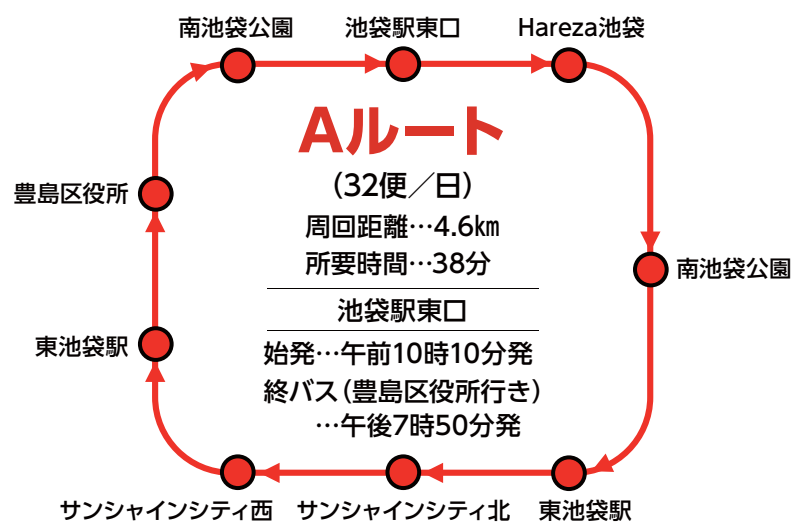 南池袋公園
池袋駅東口
Hareza池袋
Aルート
(32便／日)
豊島区役所
周回距離…4.6㎞
所要時間…38分
南池袋公園
池袋駅東口
東池袋駅
始発…午前10時10分発
終バス(豊島区役所行き)
…午後7時50分発
サンシャインシティ西
サンシャインシティ北
東池袋駅